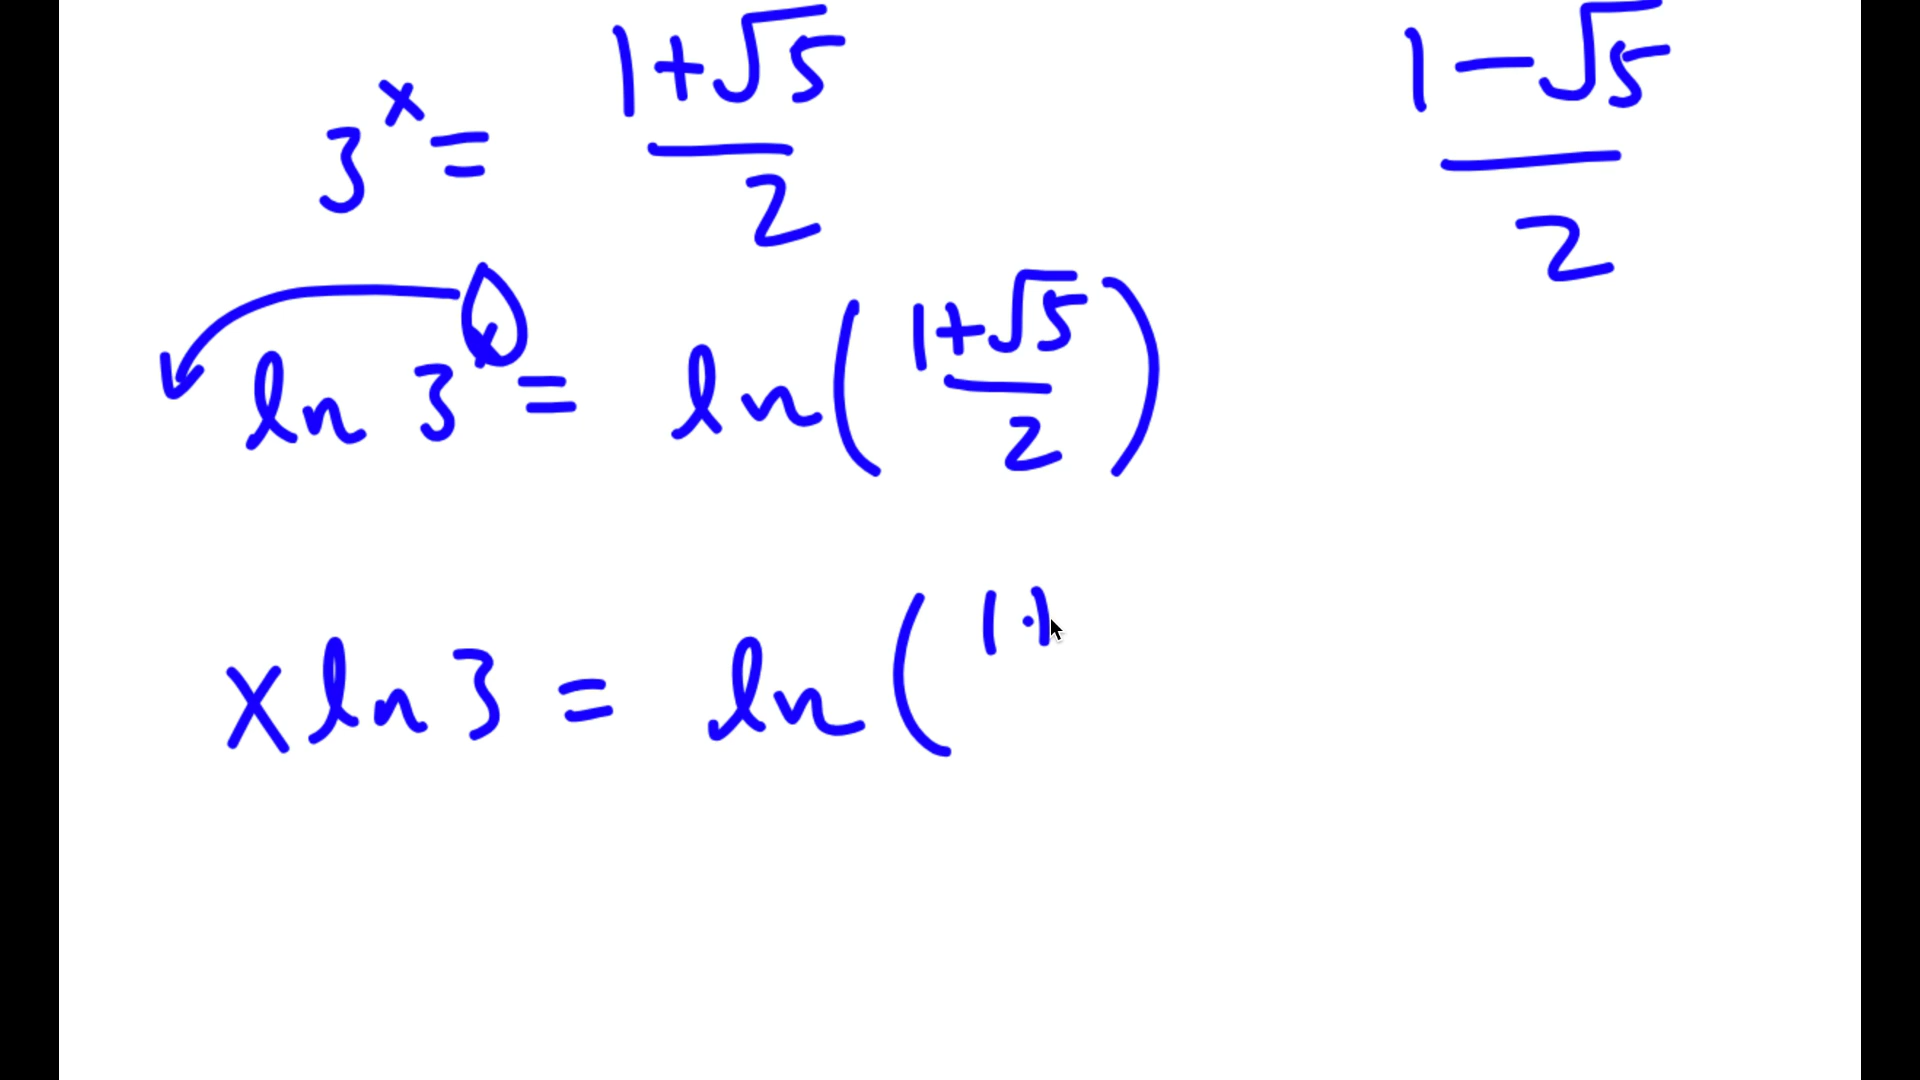 3^x = (1+√5)/2    (1-√5)/2
ln 3^x = ln((1+√5)/2)
x ln 3 = ln(1